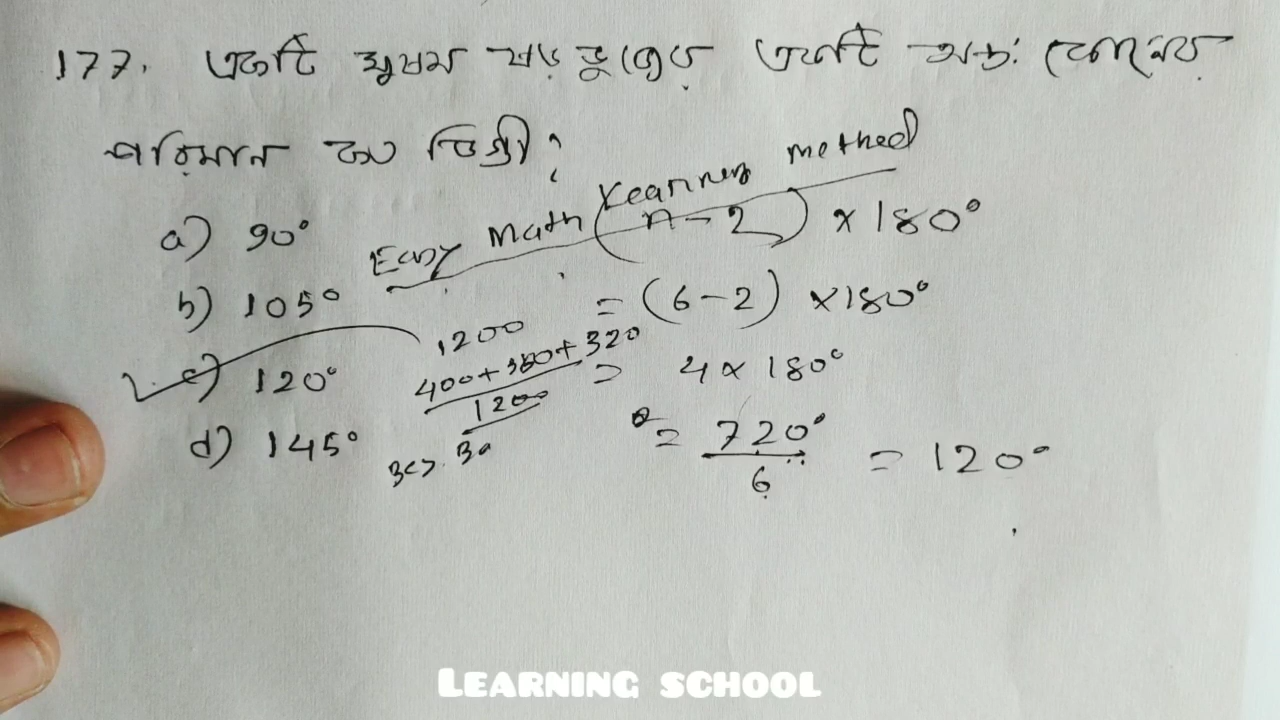 177. একটি সুষম ষড়ভুজের একটি অন্ত: কোণের
পরিমান কত ডিগ্রী?
Easy Math Learning method
a) 90°
b) 105°
c) 120°
d) 145°
(n-2) × 180°
= (6-2) ×180°
= 4 × 180°
= 720° / 6 = 120°
1200
400+380+320
1200
LEARNING SCHOOL